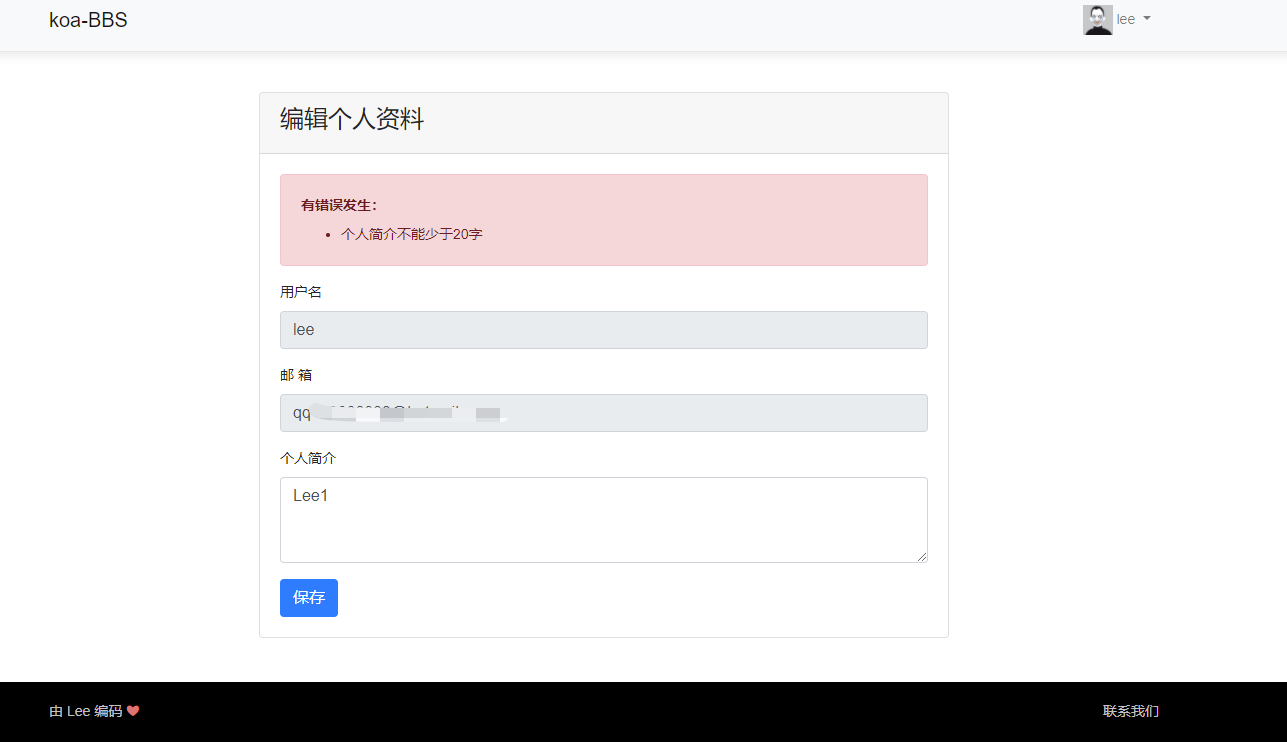 koa-BBS
lee
编辑个人资料
有错误发生：
个人简介不能少于20字
用户名
lee
邮 箱
qq
个人简介
Lee1
保存
由 Lee 编码
联系我们